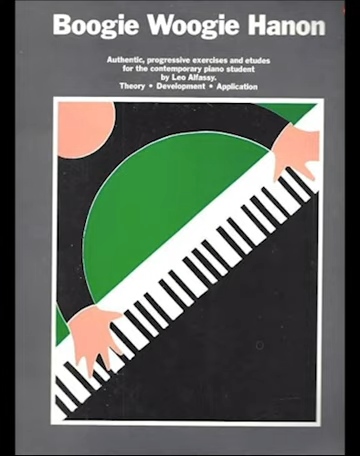 Boogie Woogie Hanon
Authentic, progressive exercises and etudes
for the contemporary piano student
by Leo Alfassy.
Theory • Development • Application